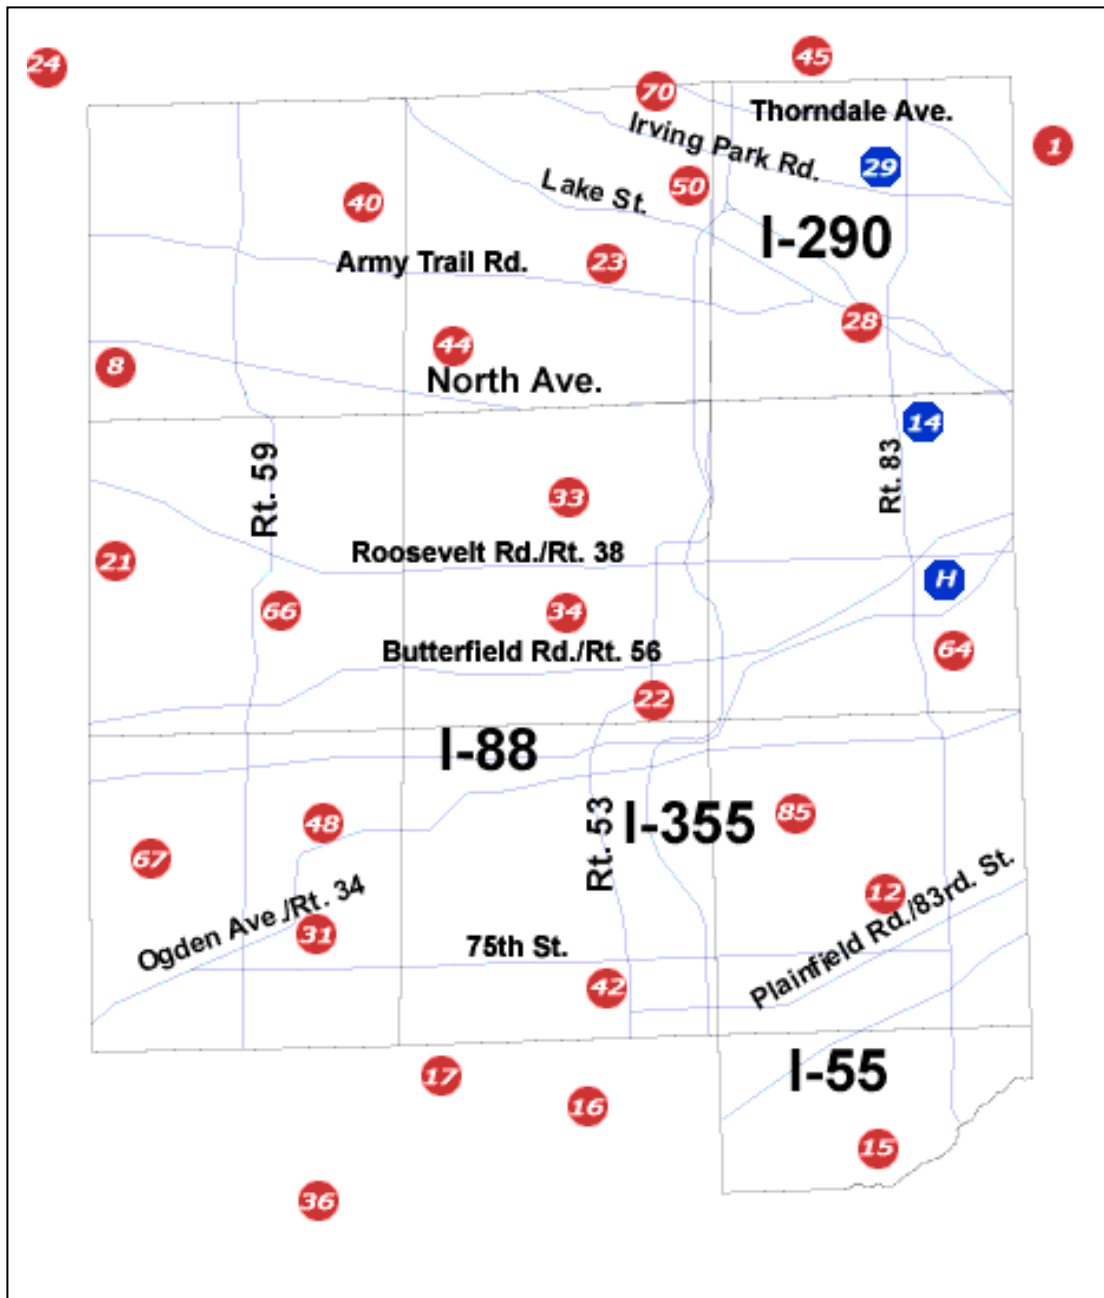 24
45
70
Thorndale Ave.
1
Irving Park Rd.
29
Lake St.
50
40
I-290
Army Trail Rd.
23
28
44
8
North Ave.
14
Rt. 59
Rt. 83
33
21
Roosevelt Rd./Rt. 38
H
66
34
Butterfield Rd./Rt. 56
64
22
I-88
48
Rt. 53
I-355
85
67
12
Ogden Ave./Rt. 34
31
75th St.
Plainfield Rd./83rd. St.
42
17
I-55
16
15
36